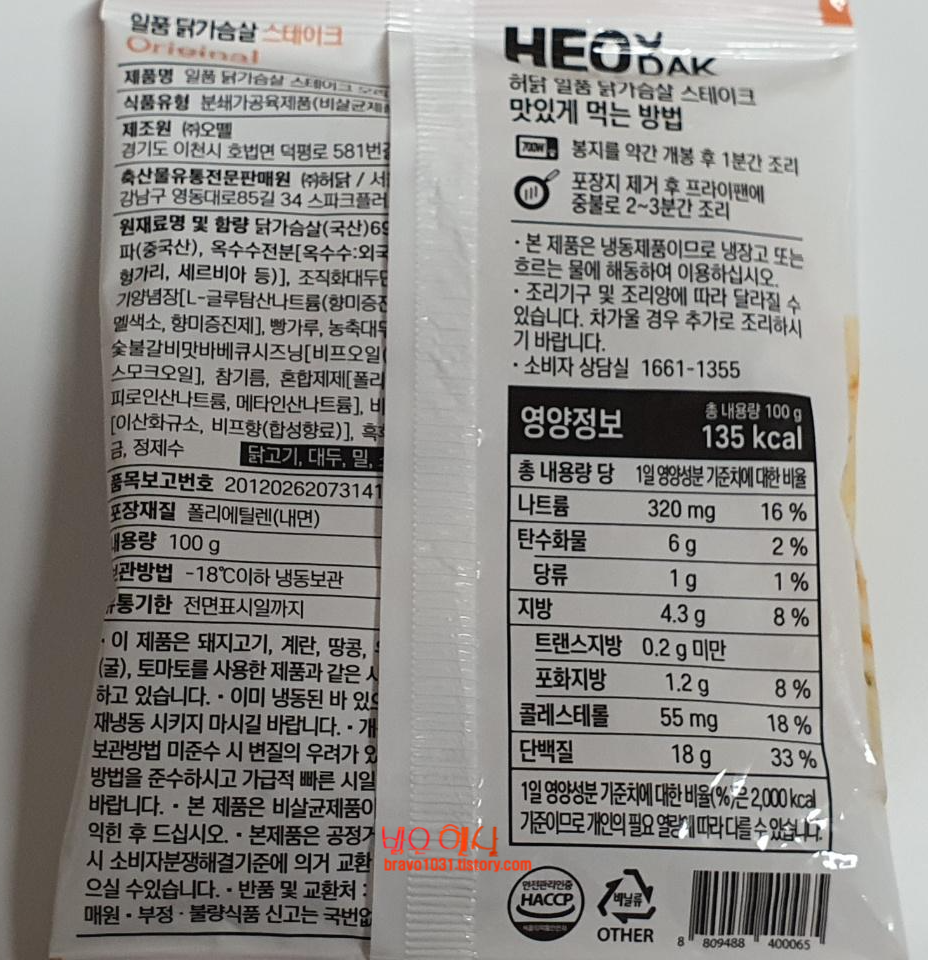 일품 닭가슴살 스테이크
Original
제품명 일품 닭가슴살 스테이크
식품유형 분쇄가공육제품(비살균제품
제조원 ㈜오뗄
경기도 이천시 호법면 덕평로 581번길
축산물유통전문판매원 ㈜허닭 / 서울
강남구 영동대로85길 34 스파크플러
원재료명 및 함량 닭가슴살(국산)69
파(중국산), 옥수수전분[옥수수:외국
헝가리, 세르비아 등)], 조직화대두단
기양념장[L-글루탐산나트륨(향미증진
멜색소, 향미증진제], 빵가루, 농축대두
숯불갈비맛바베큐시즈닝[비프오일(
스모크오일], 참기름, 혼합제제[폴리
피로인산나트륨, 메타인산나트륨], 비
[이산화규소, 비프향(합성향료)], 흑후
금, 정제수 닭고기, 대두, 밀,
품목보고번호 20120262073141
포장재질 폴리에틸렌(내면)
내용량 100 g
보관방법 -18℃이하 냉동보관
유통기한 전면표시일까지
· 이 제품은 돼지고기, 계란, 땅콩,
(굴), 토마토를 사용한 제품과 같은 시
하고 있습니다. · 이미 냉동된 바 있으
재냉동 시키지 마시길 바랍니다. · 개
보관방법 미준수 시 변질의 우려가 있
방법을 준수하시고 가급적 빠른 시일
바랍니다. · 본 제품은 비살균제품이
익힌 후 드십시오. · 본제품은 공정거
시 소비자분쟁해결기준에 의거 교환
으실 수있습니다. · 반품 및 교환처 :
매원 · 부정 · 불량식품 신고는 국번없
HEO DAK
허닭 일품 닭가슴살 스테이크
맛있게 먹는 방법
700W 봉지를 약간 개봉 후 1분간 조리
포장지 제거 후 프라이팬에
중불로 2~3분간 조리
· 본 제품은 냉동제품이므로 냉장고 또는
흐르는 물에 해동하여 이용하십시오.
· 조리기구 및 조리양에 따라 달라질 수
있습니다. 차가울 경우 추가로 조리하시
기 바랍니다.
· 소비자 상담실 1661-1355
영양정보 총 내용량 100 g
135 kcal
총 내용량 당 1일 영양성분 기준치에 대한 비율
나트륨 320 mg 16 %
탄수화물 6 g 2 %
당류 1 g 1 %
지방 4.3 g 8 %
트랜스지방 0.2 g 미만
포화지방 1.2 g 8 %
콜레스테롤 55 mg 18 %
단백질 18 g 33 %
1일 영양성분 기준치에 대한 비율(%)은 2,000 kcal
기준이므로 개인의 필요 열량에 따라 다를 수 있습니다.
bravo1031.tistory.com
안전관리인증
HACCP
비닐류
OTHER
8 809488 400065